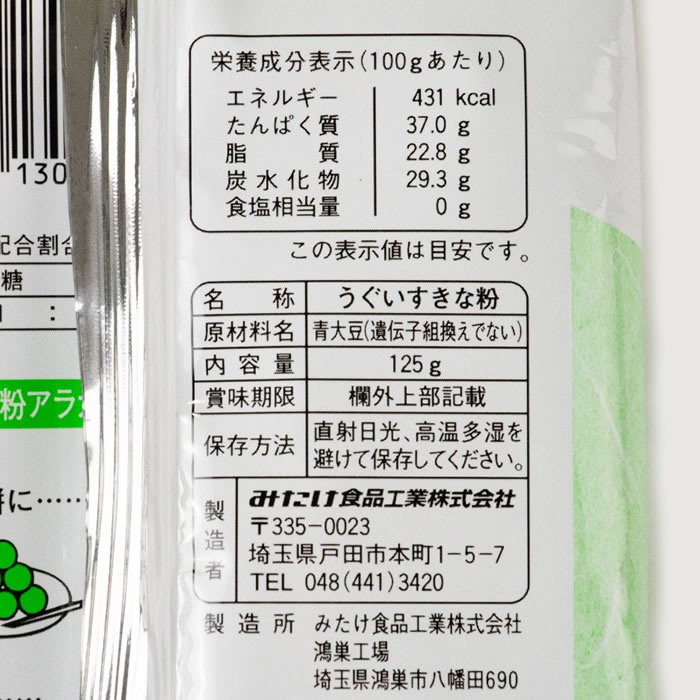 栄養成分表示(100gあたり)
エネルギー 431 kcal
たんぱく質 37.0 g
脂質 22.8 g
炭水化物 29.3 g
食塩相当量 0 g
この表示値は目安です。
名称 うぐいすきな粉
原材料名 青大豆(遺伝子組換えでない)
内容量 125g
賞味期限 欄外上部記載
保存方法 直射日光、高温多湿を
避けて保存してください。
製造者 みたけ食品工業株式会社
〒335-0023
埼玉県戸田市本町1-5-7
TEL 048(441)3420
製造所 みたけ食品工業株式会社
鴻巣工場
埼玉県鴻巣市八幡田690
130
配合割合
糖
:
粉アラカ
に……